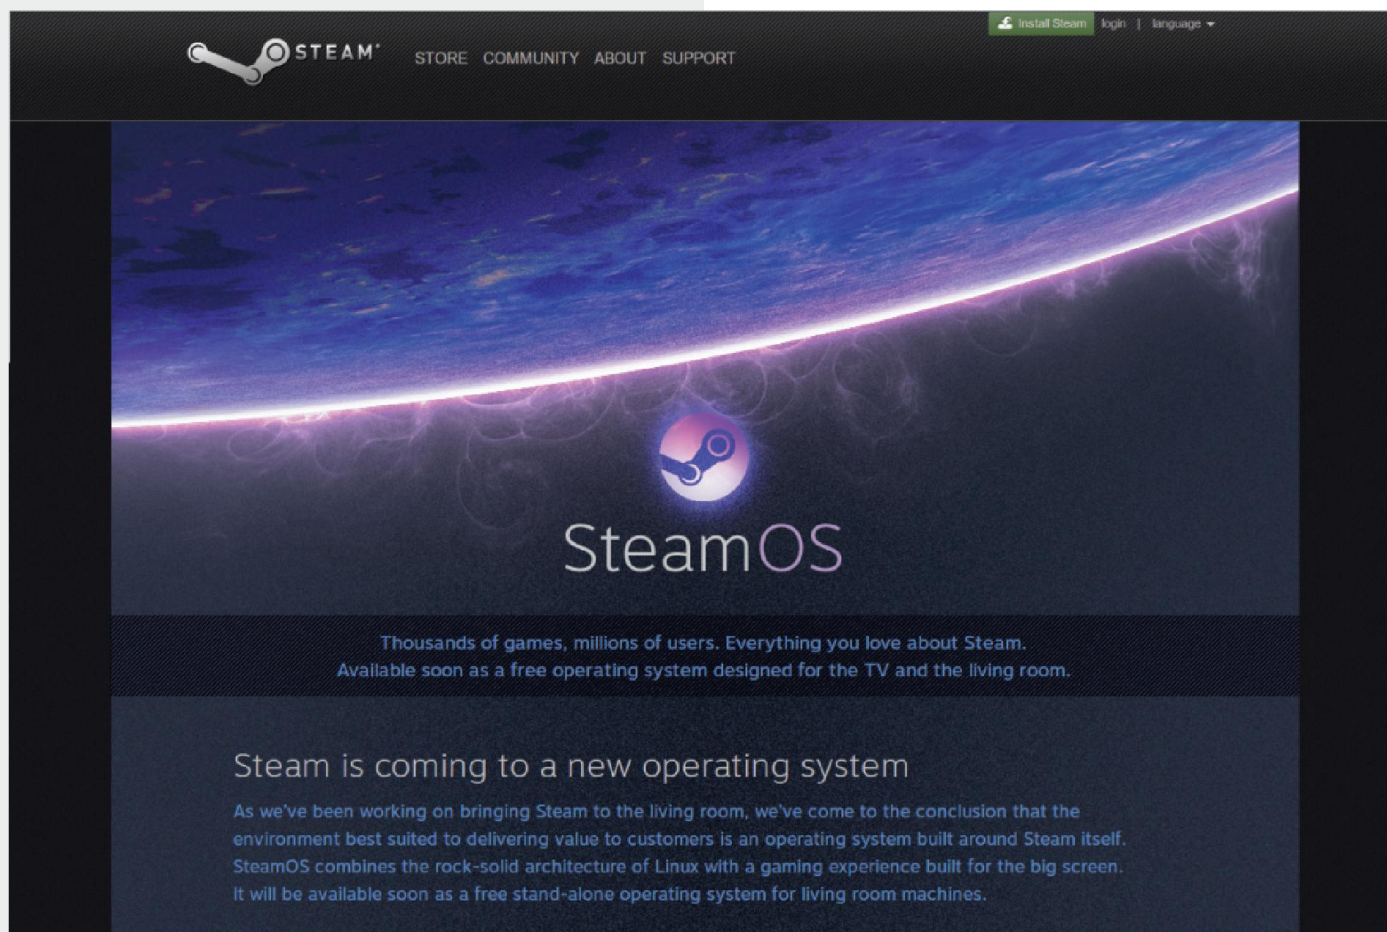 Install Steam login | language
STEAM®
STORE COMMUNITY ABOUT SUPPORT
SteamOS
Thousands of games, millions of users. Everything you love about Steam.
Available soon as a free operating system designed for the TV and the living room.
Steam is coming to a new operating system
As we've been working on bringing Steam to the living room, we've come to the conclusion that the
environment best suited to delivering value to customers is an operating system built around Steam itself.
SteamOS combines the rock-solid architecture of Linux with a gaming experience built for the big screen.
It will be available soon as a free stand-alone operating system for living room machines.